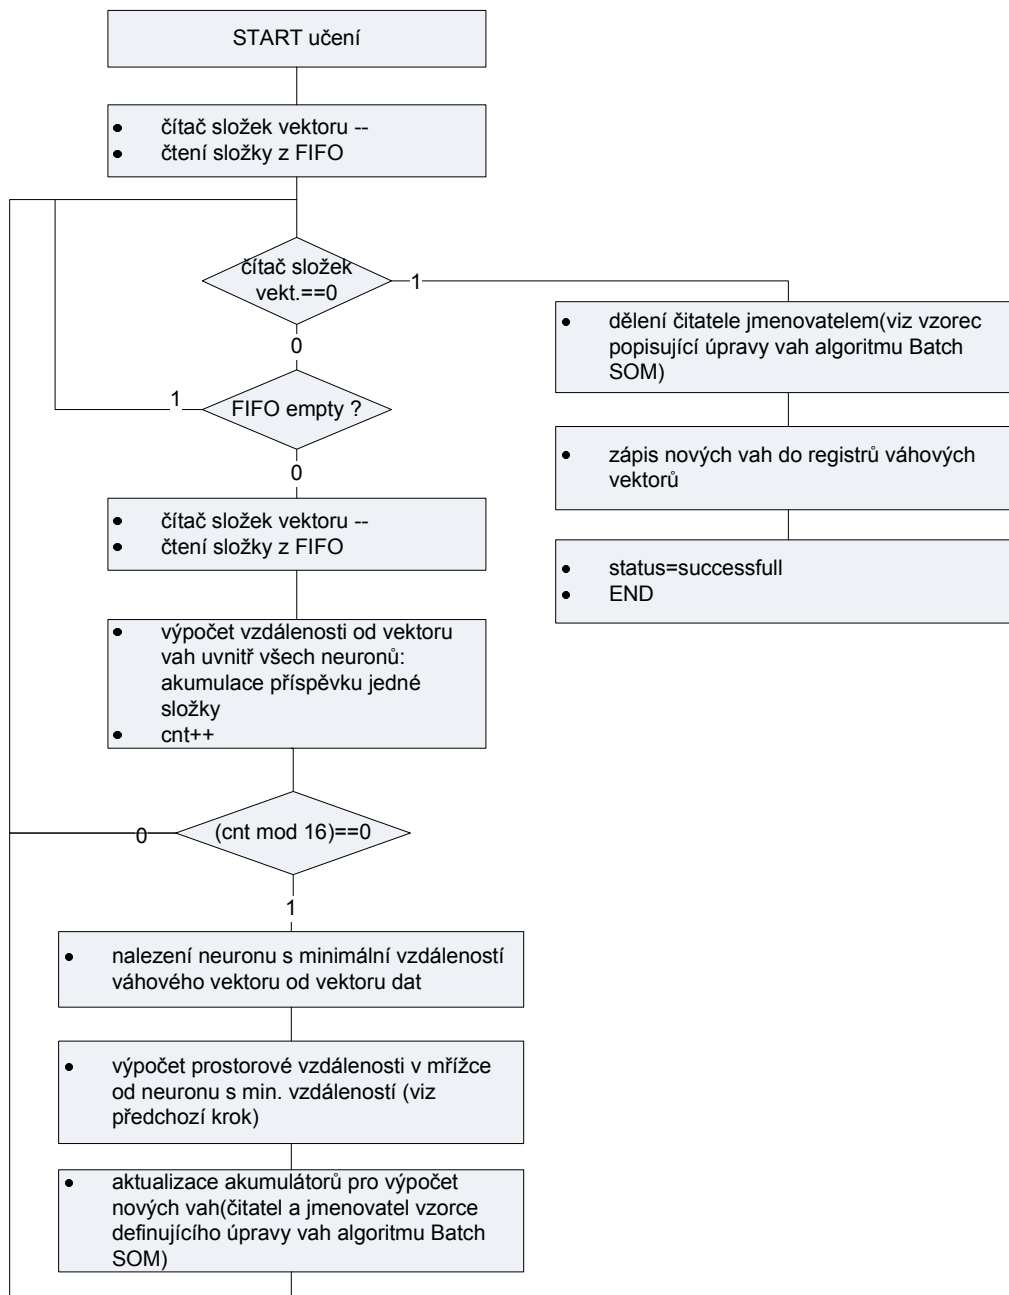 START učení
• čítač složek vektoru --
• čtení složky z FIFO
čítač složek
vekt.==0
1
0
FIFO empty ?
1
0
• čítač složek vektoru --
• čtení složky z FIFO
• výpočet vzdálenosti od vektoru
vah uvnitř všech neuronů:
akumulace příspěvku jedné
složky
• cnt++
(cnt mod 16)==0
0
1
• nalezení neuronu s minimální vzdáleností
váhového vektoru od vektoru dat
• výpočet prostorové vzdálenosti v mřížce
od neuronu s min. vzdáleností (viz
předchozí krok)
• aktualizace akumulátorů pro výpočet
nových vah(čitatel a jmenovatel vzorce
definujícího úpravy vah algoritmu Batch
SOM)
• dělení čitatele jmenovatelem(viz vzorec
popisující úpravy vah algoritmu Batch
SOM)
• zápis nových vah do registrů váhových
vektorů
• status=successfull
• END